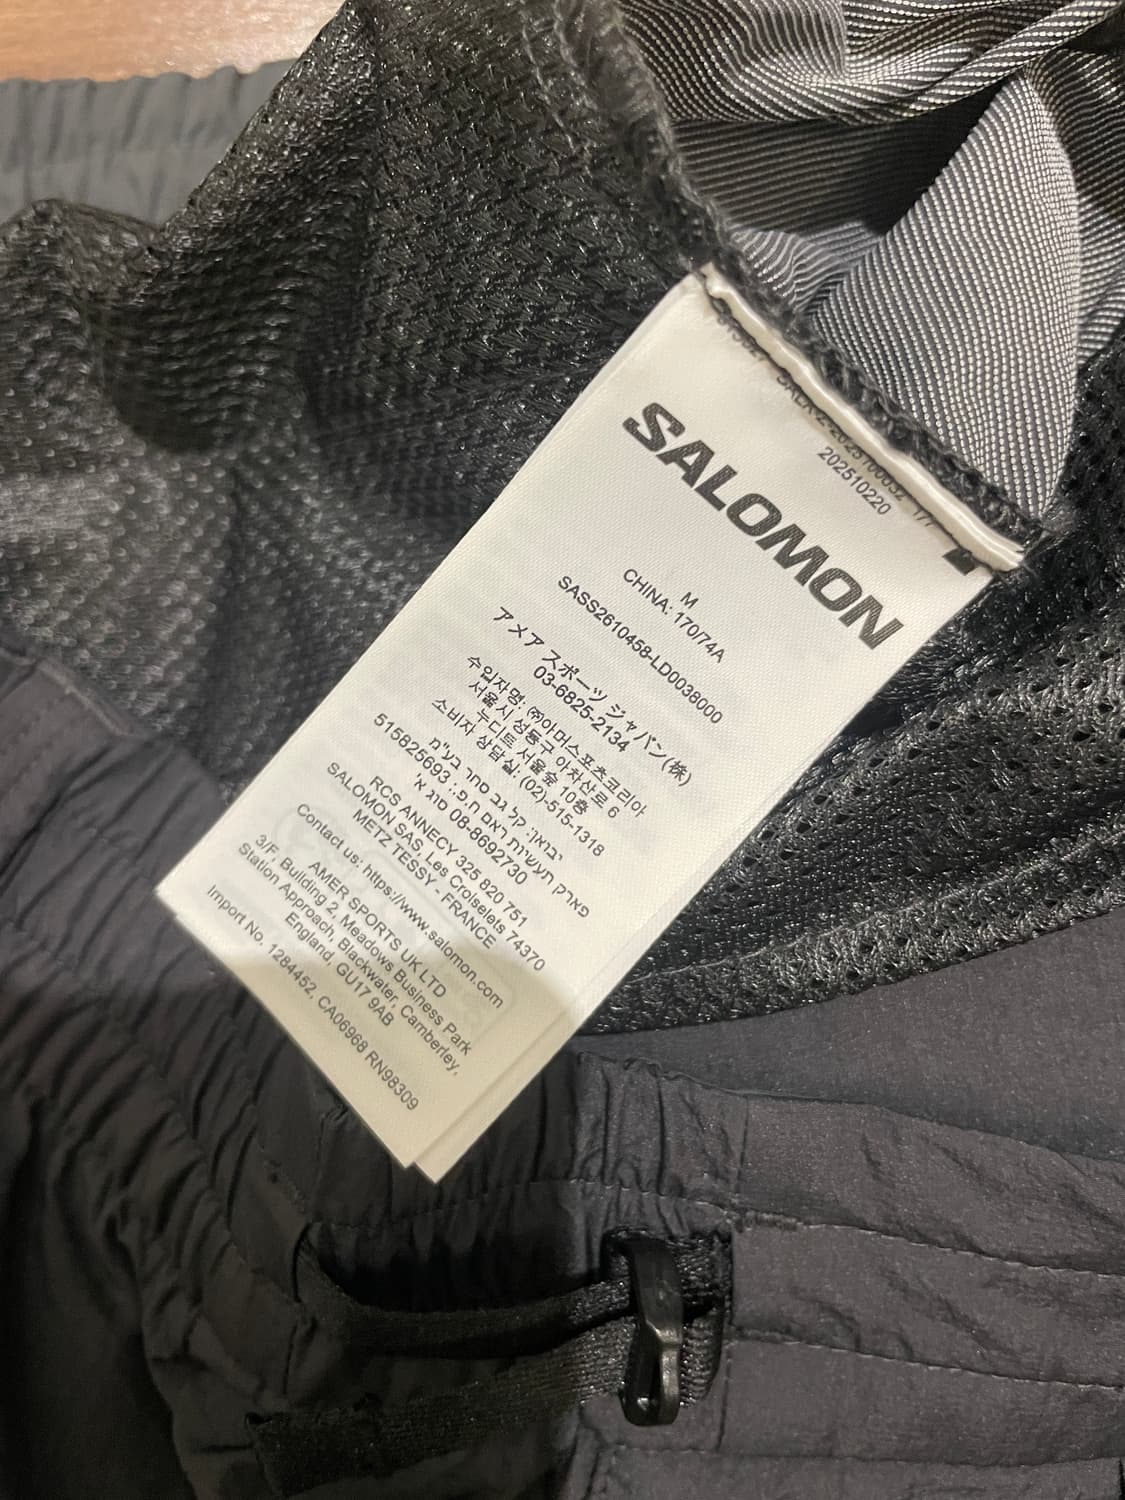 202510220
SALOMON
M
CHINA: 170/74A
SASS2610458-LD0038000
アメア スポーツ ジャパン(株)
03-6825-2134
수입자명: ㈜아머스포츠코리아
서울시 성동구 아차산로 6
누디트 서울숲 10층
소비자 상담실: (02)-515-1318
יבואן: קל גב סחר בע"מ
515825693 :.פארק תעשיות ראם ח.פ
08-8692730 סוג א'
RCS ANNECY 325 820 751
SALOMON SAS, Les Croiselets 74370
METZ TESSY - FRANCE
Contact us: https://www.salomon.com
AMER SPORTS UK LTD
3/F, Building 2, Meadows Business Park
Station Approach, Blackwater, Camberley,
England, GU17 9AB
Import No. 1284452, CA06968 RN98309